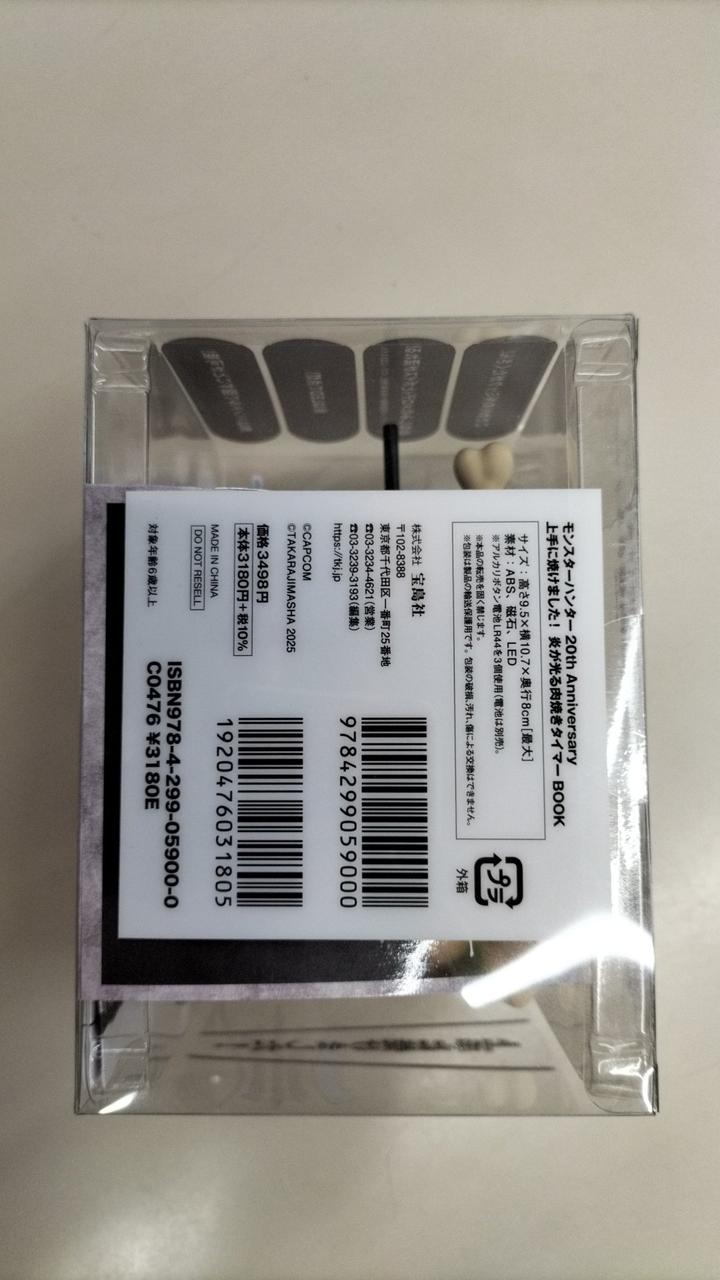 モンスターハンター 20th Anniversary
上手に焼けました! 炎が光る肉焼きタイマー BOOK
サイズ:高さ9.5×横10.7×奥行8cm[最大]
素材:ABS、磁石、LED
※アルカリボタン電池LR44を3個使用(電池は別売)。
※本品の転売を固く禁じます。
※包装は製品の輸送保護用です。包装の破損、汚れ、傷による交換はできません。
プラ
外箱
株式会社 宝島社
〒102-8388
東京都千代田区一番町25番地
☎03-3234-4621(営業)
☎03-3239-3193(編集)
https://tkj.jp
©CAPCOM
©TAKARAJIMASHA 2025
価格3498円
本体3180円+税10%
MADE IN CHINA
DO NOT RESELL
対象年齢6歳以上
9784299059000
1920476031805
ISBN978-4-299-05900-0
C0476 ¥3180E